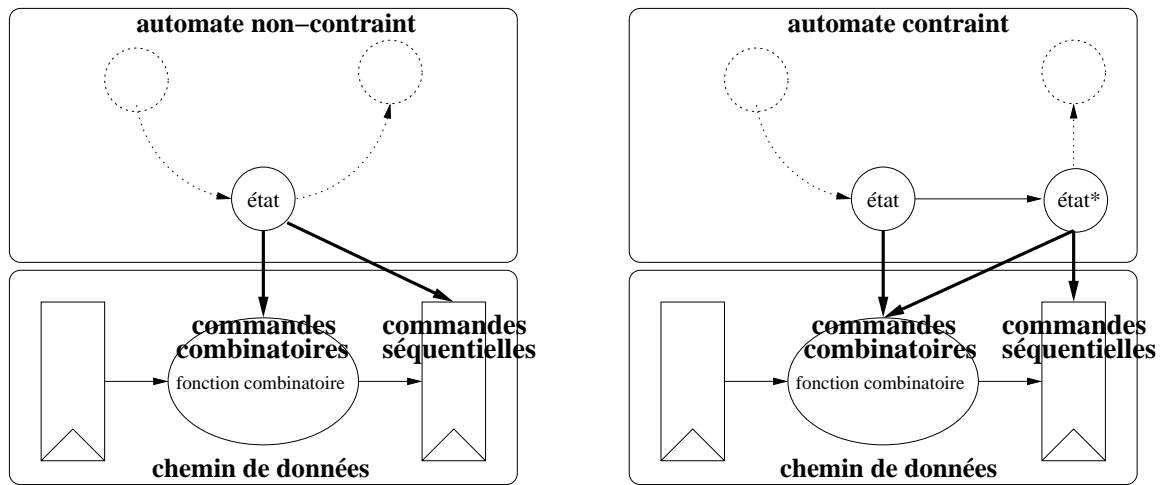 automate non−contraint
état
commandes
combinatoires
commandes
séquentielles
fonction combinatoire
chemin de données
automate contraint
état
état*
commandes
combinatoires
commandes
séquentielles
fonction combinatoire
chemin de données